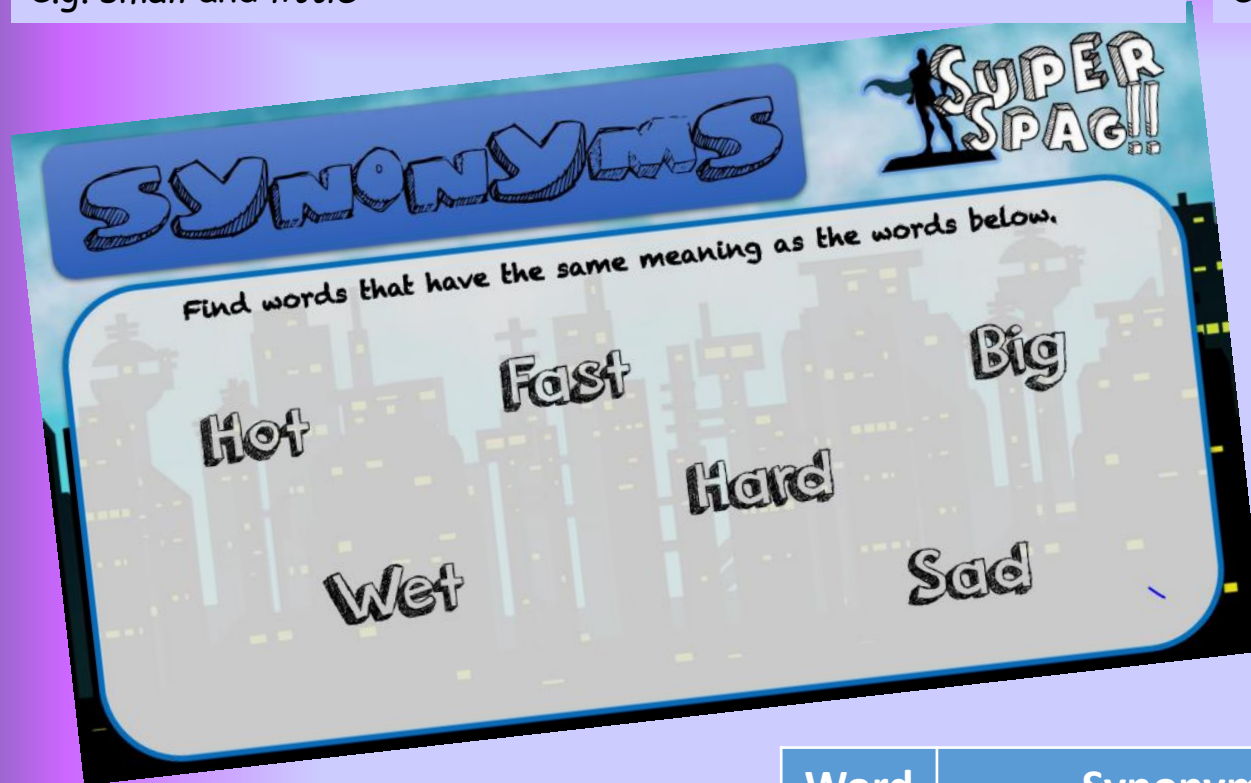 SYNONYMS
SUPER
SPAG!!
Find words that have the same meaning as the words below.
Fast
Big
Hot
Hard
Wet
Sad
Word